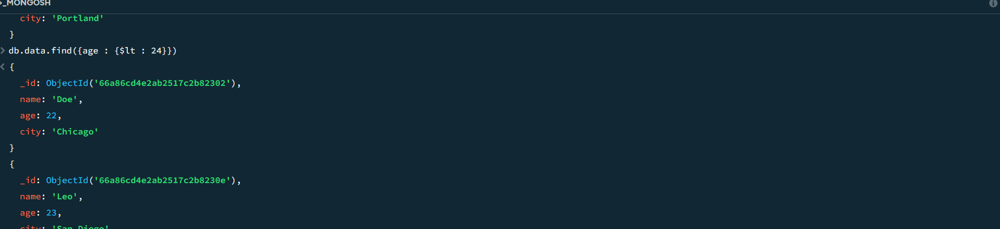 >_MONGOSH
city: 'Portland'
}
> db.data.find({age : {$lt : 24}})
< {
_id: ObjectId('66a86cd4e2ab2517c2b82302'),
name: 'Doe',
age: 22,
city: 'Chicago'
}
{
_id: ObjectId('66a86cd4e2ab2517c2b8230e'),
name: 'Leo',
age: 23,
city: 'San Diego'